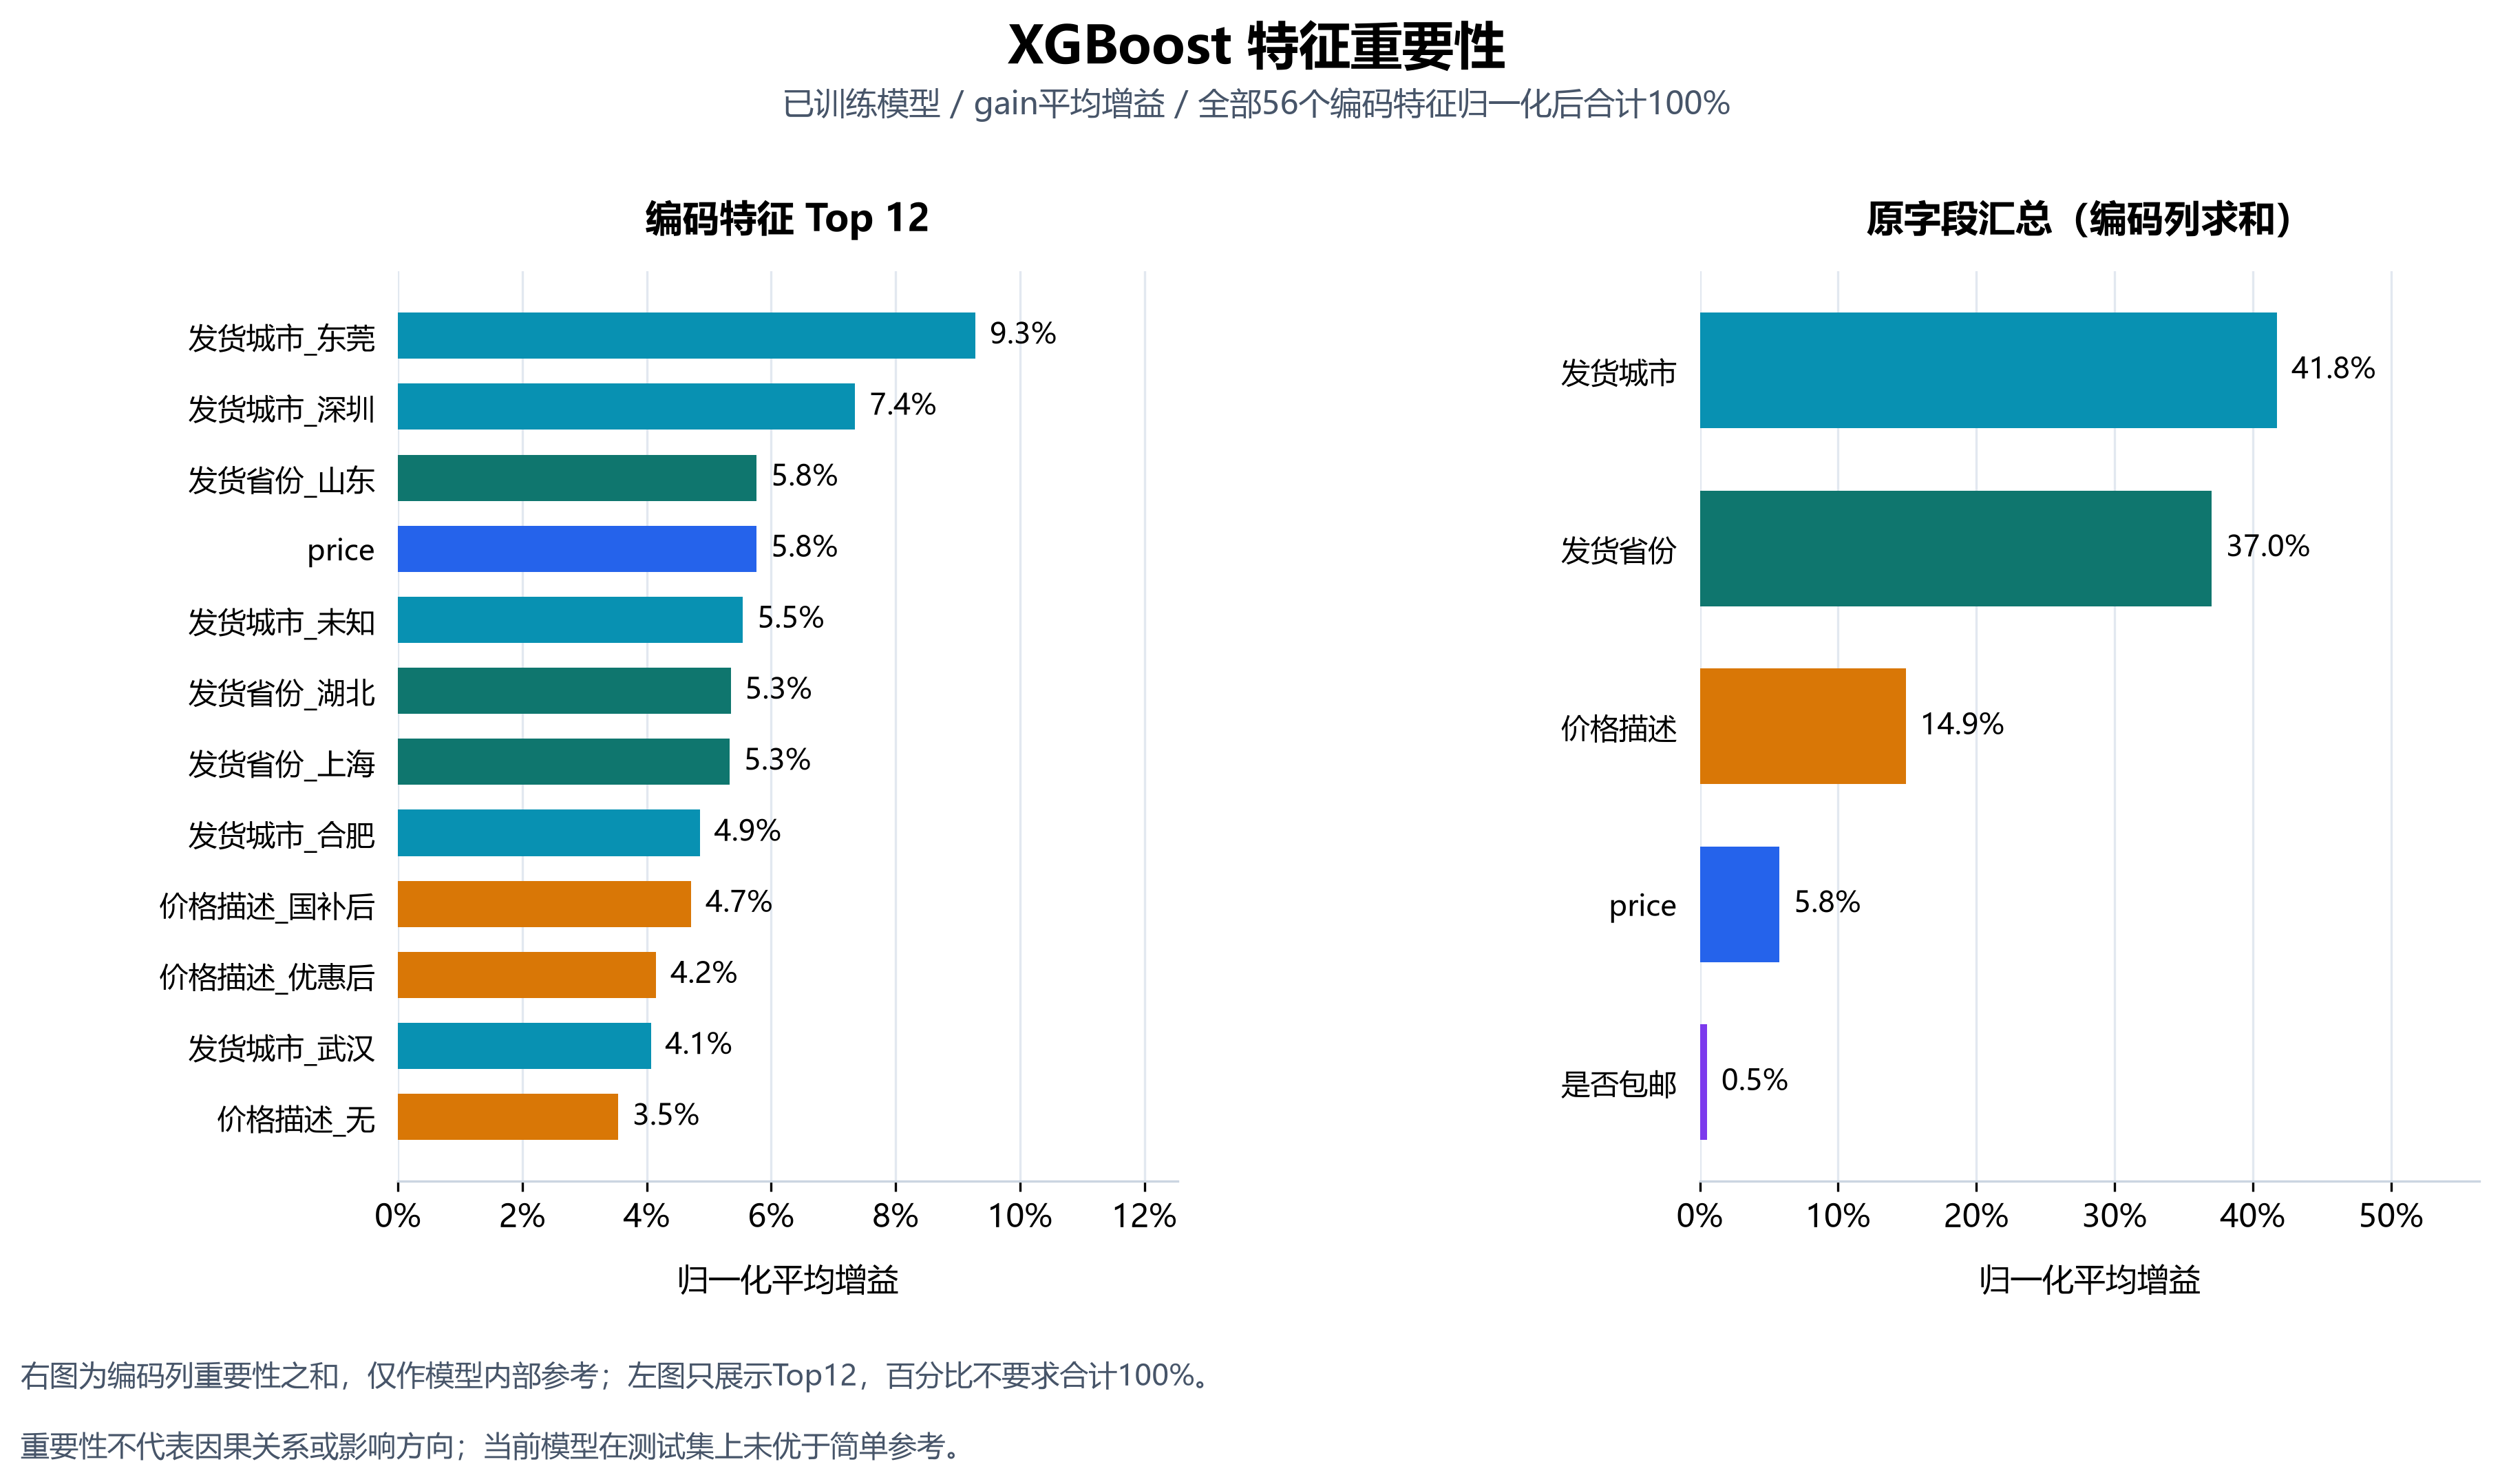 XGBoost 特征重要性
已训练模型 / gain平均增益 / 全部56个编码特征归一化后合计100%
编码特征 Top 12
发货城市_东莞 9.3%
发货城市_深圳 7.4%
发货省份_山东 5.8%
price 5.8%
发货城市_未知 5.5%
发货省份_湖北 5.3%
发货省份_上海 5.3%
发货城市_合肥 4.9%
价格描述_国补后 4.7%
价格描述_优惠后 4.2%
发货城市_武汉 4.1%
价格描述_无 3.5%
0% 2% 4% 6% 8% 10% 12%
归一化平均增益
原字段汇总（编码列求和）
发货城市 41.8%
发货省份 37.0%
价格描述 14.9%
price 5.8%
是否包邮 0.5%
0% 10% 20% 30% 40% 50%
归一化平均增益
右图为编码列重要性之和，仅作模型内部参考；左图只展示Top12，百分比不要求合计100%。
重要性不代表因果关系或影响方向；当前模型在测试集上未优于简单参考。